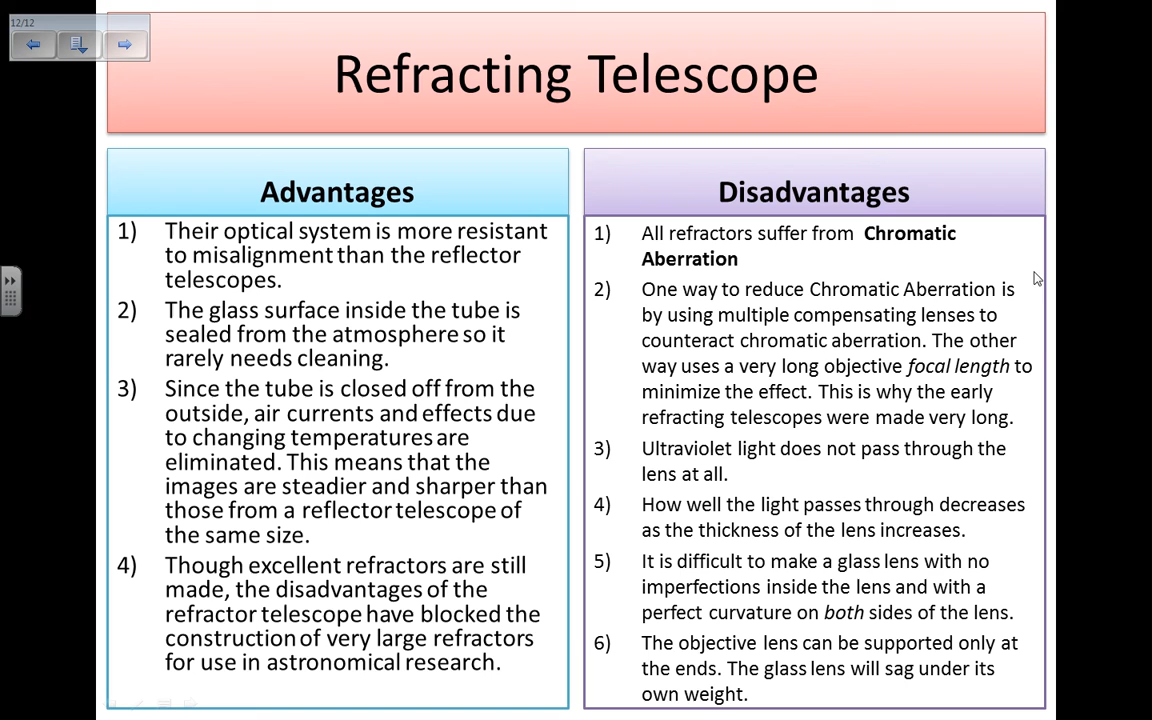 12/12
Refracting Telescope
Advantages
1) Their optical system is more resistant
to misalignment than the reflector
telescopes.
2) The glass surface inside the tube is
sealed from the atmosphere so it
rarely needs cleaning.
3) Since the tube is closed off from the
outside, air currents and effects due
to changing temperatures are
eliminated. This means that the
images are steadier and sharper than
those from a reflector telescope of
the same size.
4) Though excellent refractors are still
made, the disadvantages of the
refractor telescope have blocked the
construction of very large refractors
for use in astronomical research.
Disadvantages
1) All refractors suffer from Chromatic
Aberration
2) One way to reduce Chromatic Aberration is
by using multiple compensating lenses to
counteract chromatic aberration. The other
way uses a very long objective focal length to
minimize the effect. This is why the early
refracting telescopes were made very long.
3) Ultraviolet light does not pass through the
lens at all.
4) How well the light passes through decreases
as the thickness of the lens increases.
5) It is difficult to make a glass lens with no
imperfections inside the lens and with a
perfect curvature on both sides of the lens.
6) The objective lens can be supported only at
the ends. The glass lens will sag under its
own weight.